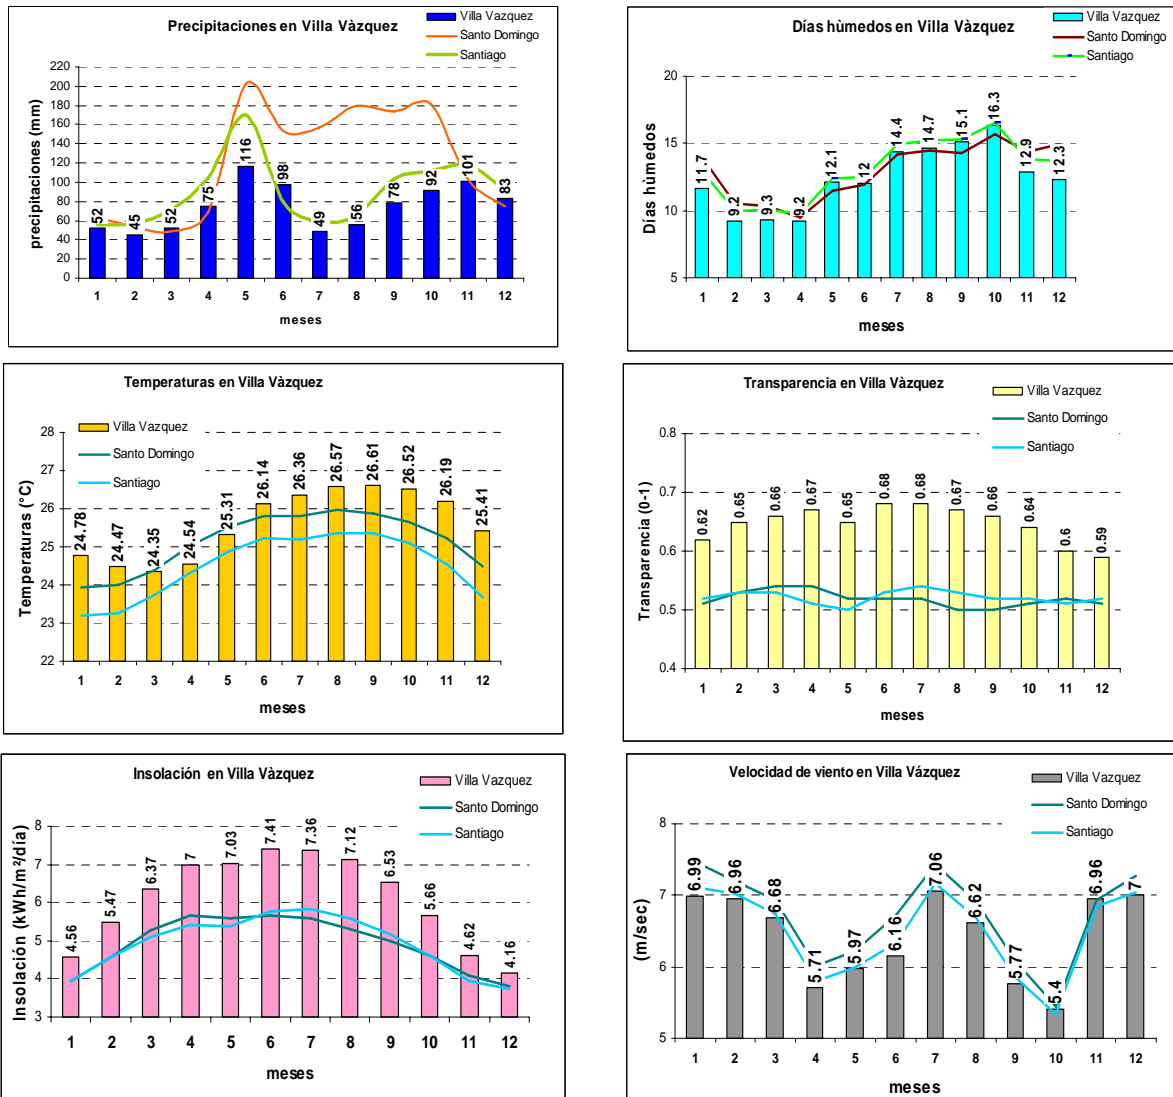 Precipitaciones en Villa Vàzquez
Villa Vazquez
Santo Domingo
Santiago
precipitaciones (mm)
220
200
180
160
140
120
100
80
60
40
20
0
52 45 52 75 116 98 49 56 78 92 101 83
1 2 3 4 5 6 7 8 9 10 11 12
meses
Días hùmedos en Villa Vàzquez
Villa Vazquez
Santo Domingo
Santiago
Días hùmedos
20
15
10
5
11.7 9.2 9.3 9.2 12.1 12 14.4 14.7 15.1 16.3 12.9 12.3
1 2 3 4 5 6 7 8 9 10 11 12
meses
Temperaturas en Villa Vàzquez
Villa Vazquez
Santo Domingo
Santiago
Temperaturas (°C)
28
27
26
25
24
23
22
24.78 24.47 24.35 24.54 25.31 26.14 26.36 26.57 26.61 26.52 26.19 25.41
1 2 3 4 5 6 7 8 9 10 11 12
meses
Transparencia en Villa Vàzquez
Villa Vazquez
Santo Domingo
Santiago
Transparencia (0-1)
0.8
0.7
0.6
0.5
0.4
0.62 0.65 0.66 0.67 0.65 0.68 0.68 0.67 0.66 0.64 0.6 0.59
1 2 3 4 5 6 7 8 9 10 11 12
meses
Insolación en Villa Vàzquez
Villa Vazquez
Santo Domingo
Santiago
Insolación (kWh/m²/día)
8
7
6
5
4
3
4.56 5.47 6.37 7 7.03 7.41 7.36 7.12 6.53 5.66 4.62 4.16
1 2 3 4 5 6 7 8 9 10 11 12
meses
Velocidad de viento en Villa Vázquez
Villa Vazquez
Santo Domingo
Santiago
(m/sec)
8
7
6
5
6.99 6.96 6.68 5.71 5.97 6.16 7.06 6.62 5.77 5.4 6.96 7
1 2 3 4 5 6 7 8 9 10 11 12
meses